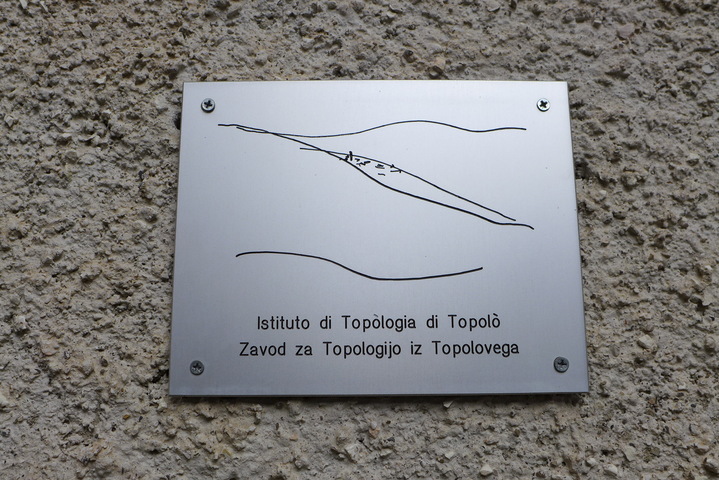 Istituto di Topòlogia di Topolò
Zavod za Topologijo iz Topolovega